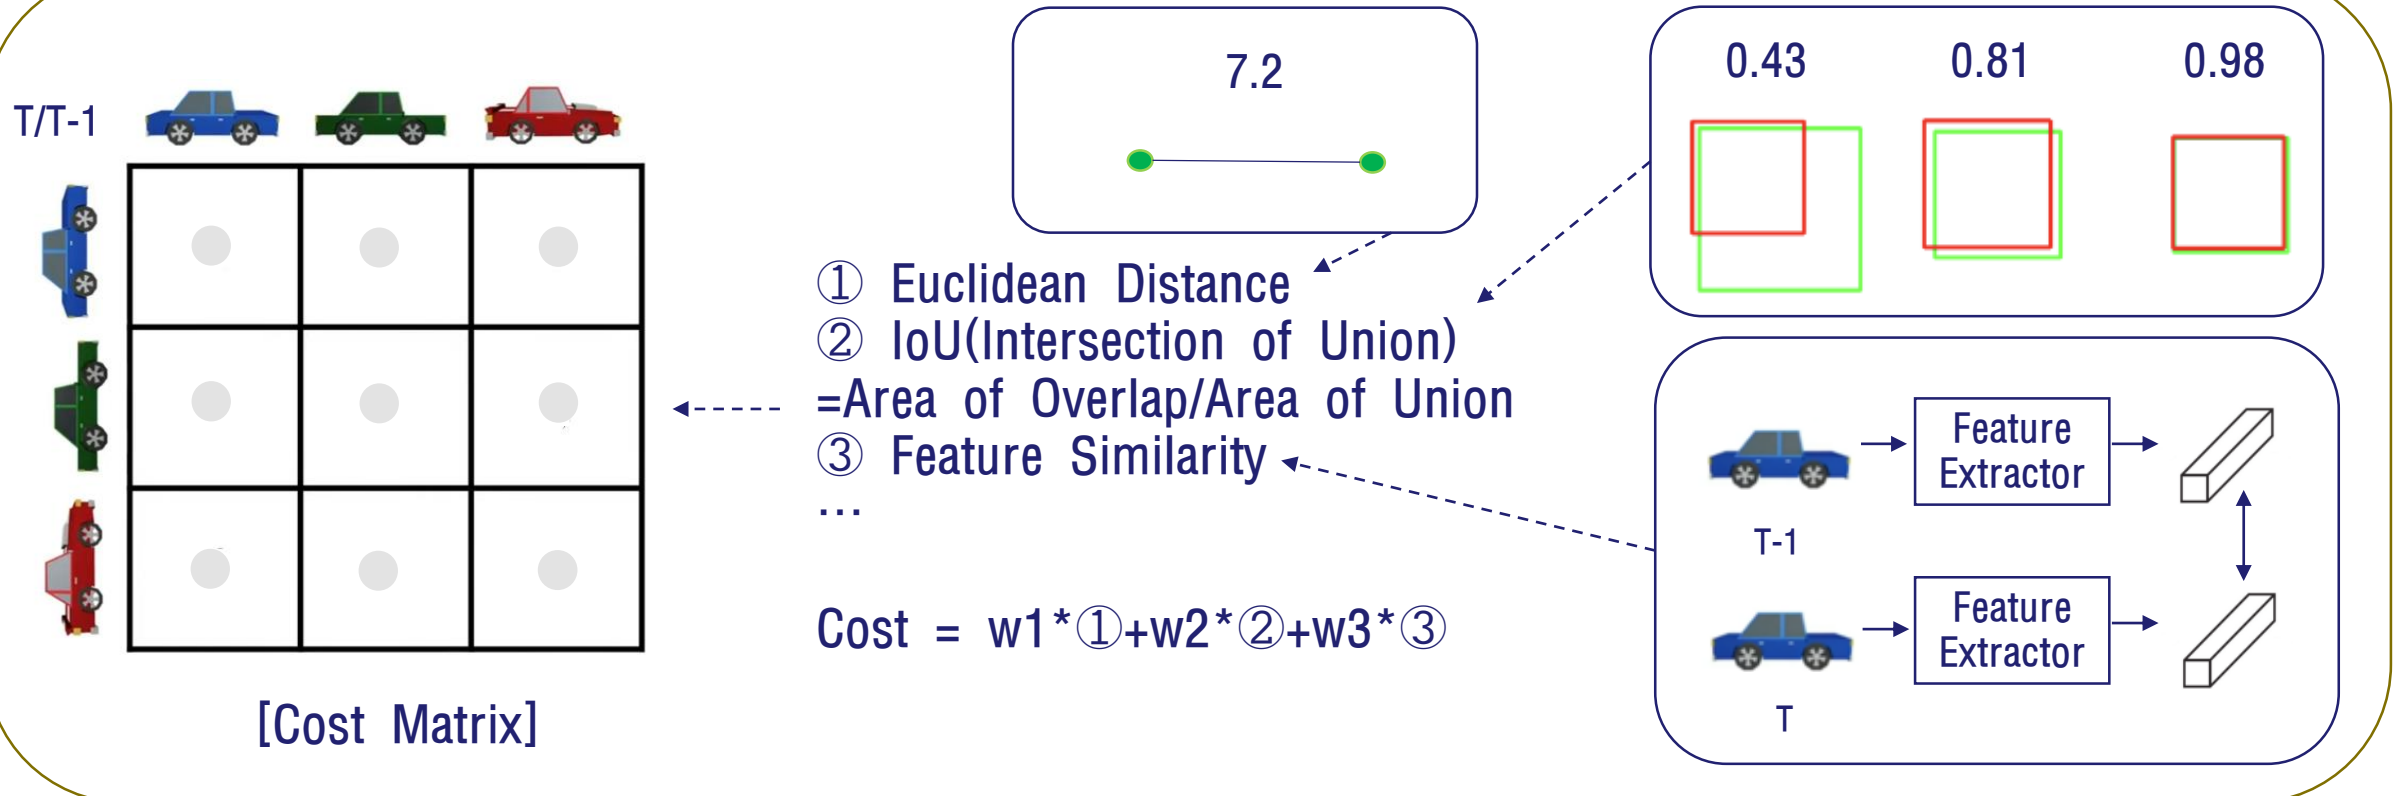 T/T-1
[Cost Matrix]
7.2
① Euclidean Distance
② IoU(Intersection of Union)
=Area of Overlap/Area of Union
③ Feature Similarity
...
Cost = w1*①+w2*②+w3*③
0.43 0.81 0.98
Feature
Extractor
T-1
Feature
Extractor
T